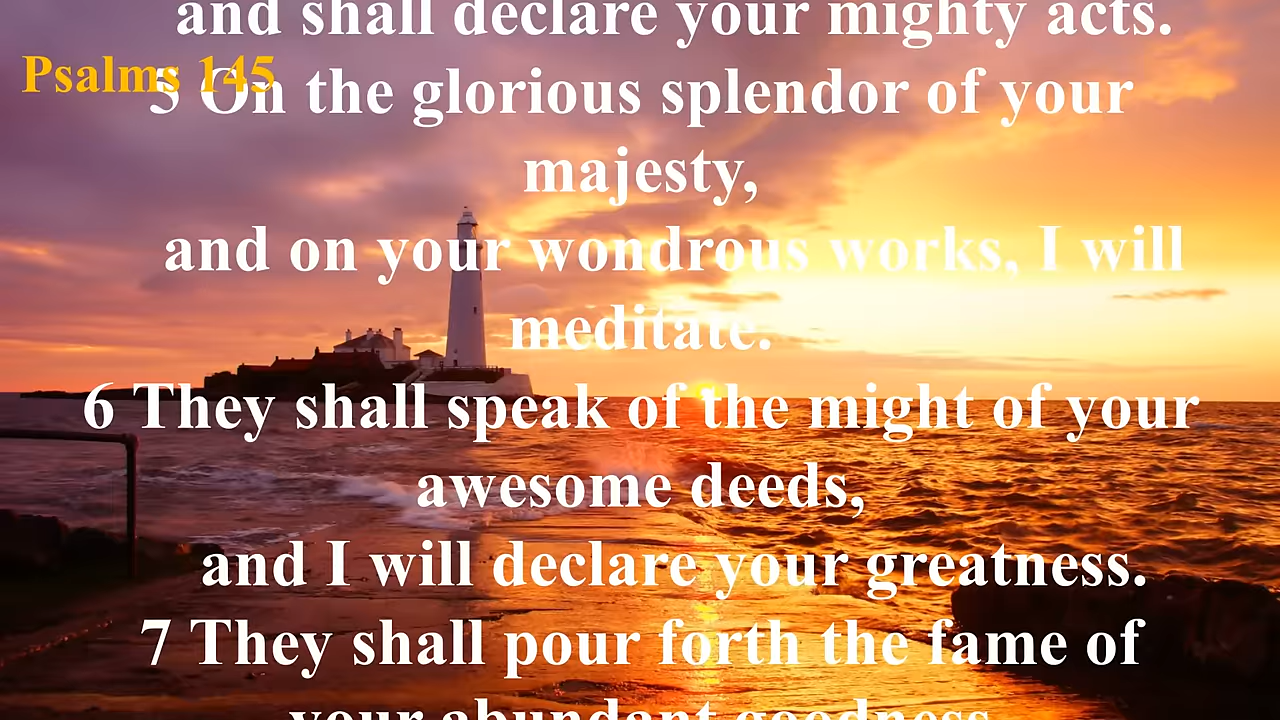 and shall declare your mighty acts.
Psalms 145
5 On the glorious splendor of your
majesty,
and on your wondrous works, I will
meditate.
6 They shall speak of the might of your
awesome deeds,
and I will declare your greatness.
7 They shall pour forth the fame of
your abundant goodness